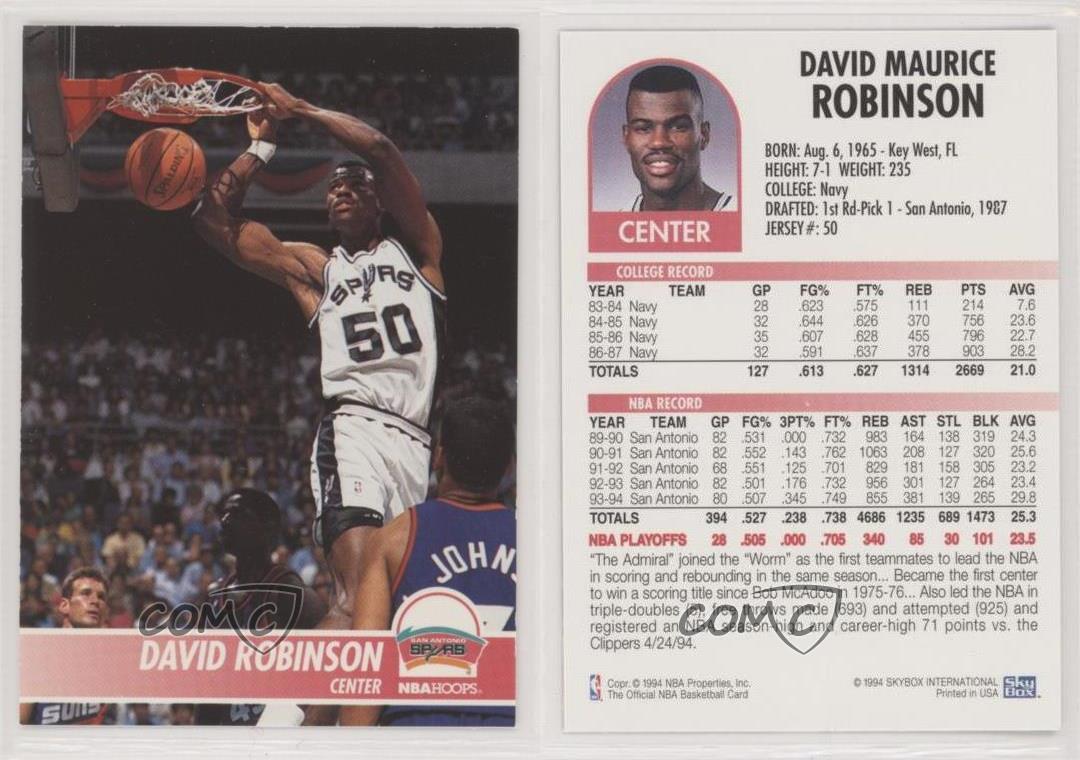 SPALDING
SPURS
50
JOHNS
COMC
DAVID ROBINSON
CENTER
SAN ANTONIO
SPURS
NBA HOOPS
SUNS
DAVID MAURICE
ROBINSON
BORN: Aug. 6, 1965 - Key West, FL
HEIGHT: 7-1 WEIGHT: 235
COLLEGE: Navy
DRAFTED: 1st Rd-Pick 1 - San Antonio, 1987
JERSEY #: 50
CENTER
COLLEGE RECORD
YEAR TEAM GP FG% FT% REB PTS AVG
83-84 Navy 28 .623 .575 111 214 7.6
84-85 Navy 32 .644 .626 370 756 23.6
85-86 Navy 35 .607 .628 455 796 22.7
86-87 Navy 32 .591 .637 378 903 28.2
TOTALS 127 .613 .627 1314 2669 21.0
NBA RECORD
YEAR TEAM GP FG% 3PT% FT% REB AST STL BLK AVG
89-90 San Antonio 82 .531 .000 .732 983 164 138 319 24.3
90-91 San Antonio 82 .552 .143 .762 1063 208 127 320 25.6
91-92 San Antonio 68 .551 .125 .701 829 181 158 305 23.2
92-93 San Antonio 82 .501 .176 .732 956 301 127 264 23.4
93-94 San Antonio 80 .507 .345 .749 855 381 139 265 29.8
TOTALS 394 .527 .238 .738 4686 1235 689 1473 25.3
NBA PLAYOFFS 28 .505 .000 .705 340 85 30 101 23.5
"The Admiral" joined the "Worm" as the first teammates to lead the NBA
in scoring and rebounding in the same season... Became the first center
to win a scoring title since Bob McAdoo in 1975-76... Also led the NBA in
triple-doubles made (693) and attempted (925) and
registered an NBA season-high and career-high 71 points vs. the
Clippers 4/24/94.
COMC
Copr. © 1994 NBA Properties, Inc.
The Official NBA Basketball Card
© 1994 SKYBOX INTERNATIONAL
Printed in USA
SkyBox